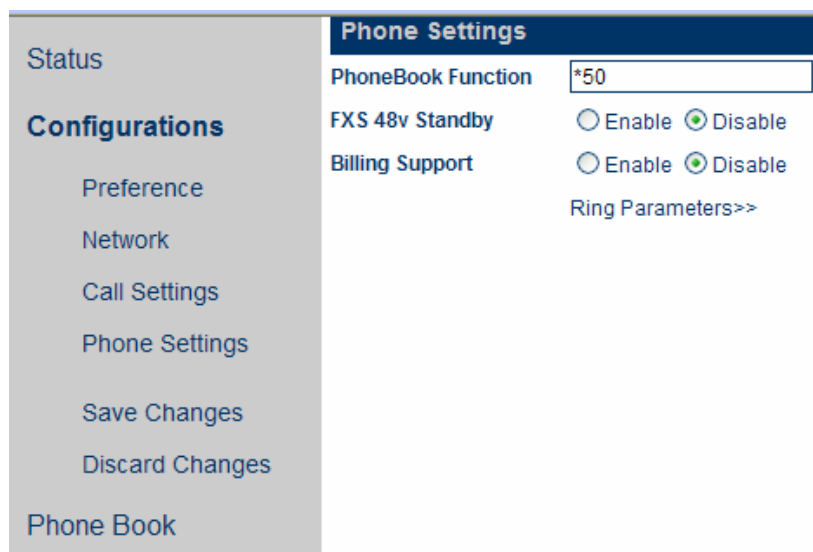 Status
Configurations
Preference
Network
Call Settings
Phone Settings
Save Changes
Discard Changes
Phone Book
Phone Settings
PhoneBook Function *50
FXS 48v Standby Enable Disable
Billing Support Enable Disable
Ring Parameters>>